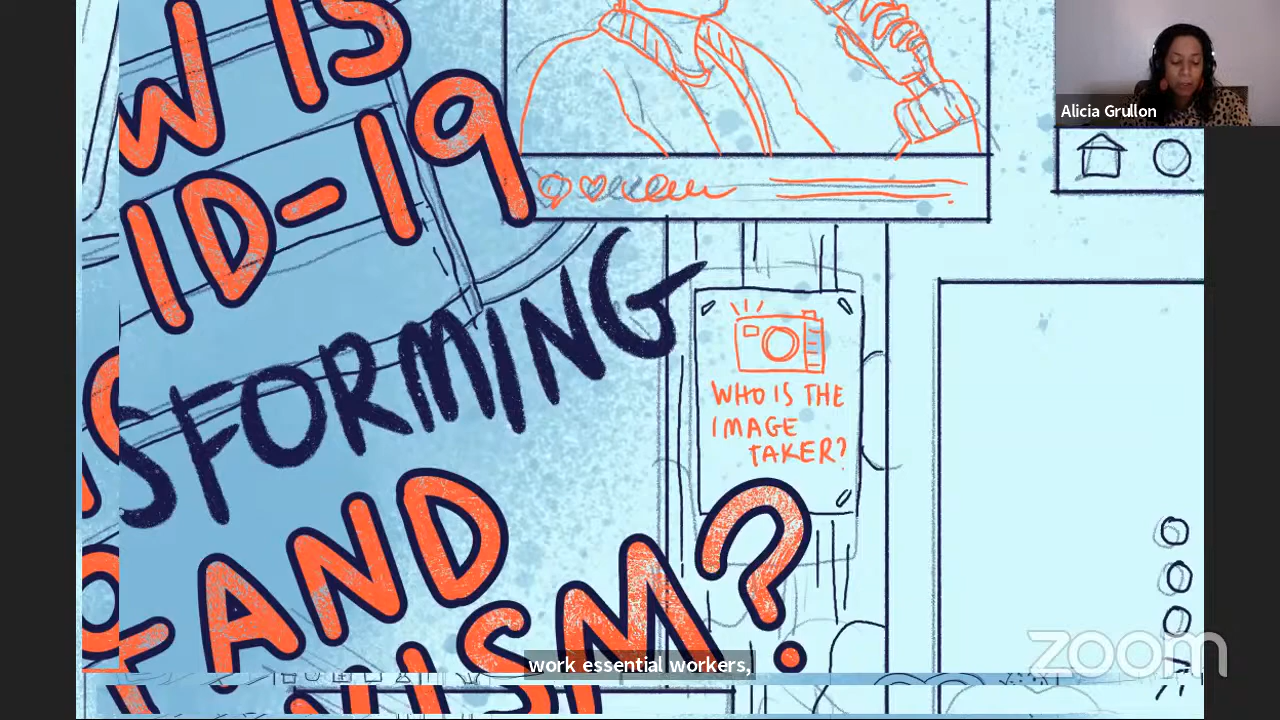 W IS
ID-19
SFORMING
AND
ISM?
WHO IS THE
IMAGE
TAKER?
Alicia Grullon
work essential workers,
zoom